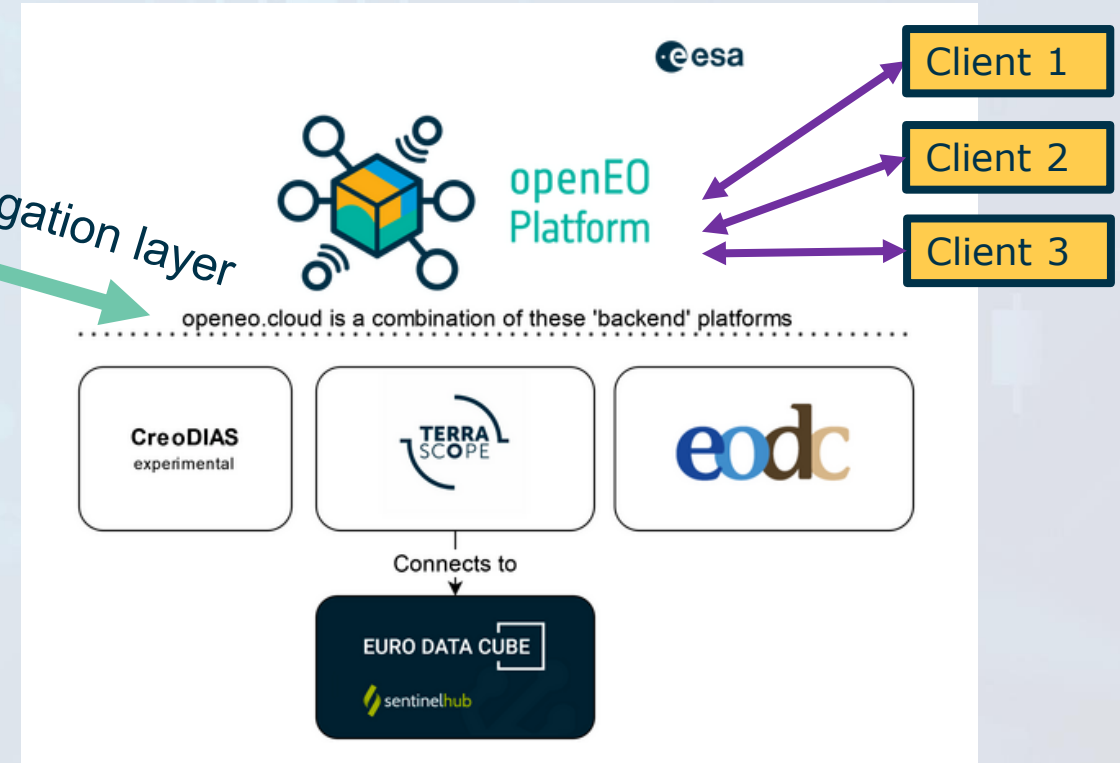 esa
Client 1
Client 2
Client 3
openEO
Platform
layer
openeo.cloud is a combination of these 'backend' platforms
CreoDIAS
experimental
TERRA
SCOPE
eodc
Connects to
EURO DATA CUBE
sentinelhub